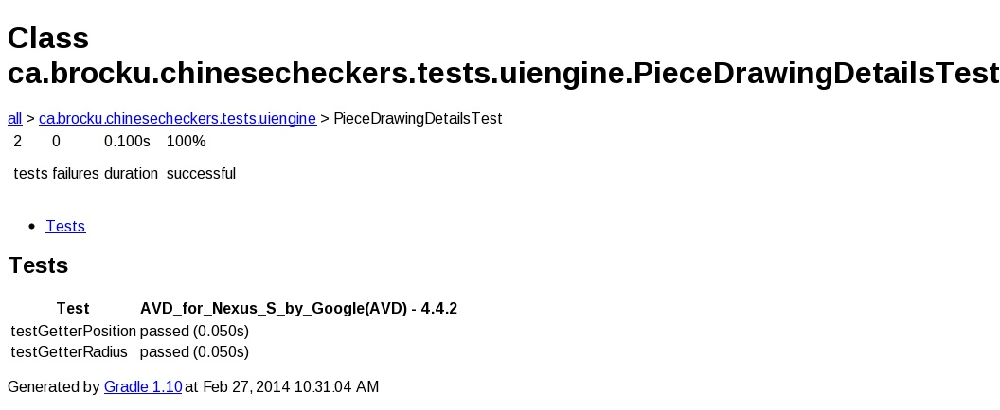 Class
ca.brocku.chinesecheckers.tests.uiengine.PieceDrawingDetailsTest
all > ca.brocku.chinesecheckers.tests.uiengine > PieceDrawingDetailsTest
2 0 0.100s 100%
tests failures duration successful
• Tests
Tests
Test AVD_for_Nexus_S_by_Google(AVD) - 4.4.2
testGetterPosition passed (0.050s)
testGetterRadius passed (0.050s)
Generated by Gradle 1.10 at Feb 27, 2014 10:31:04 AM